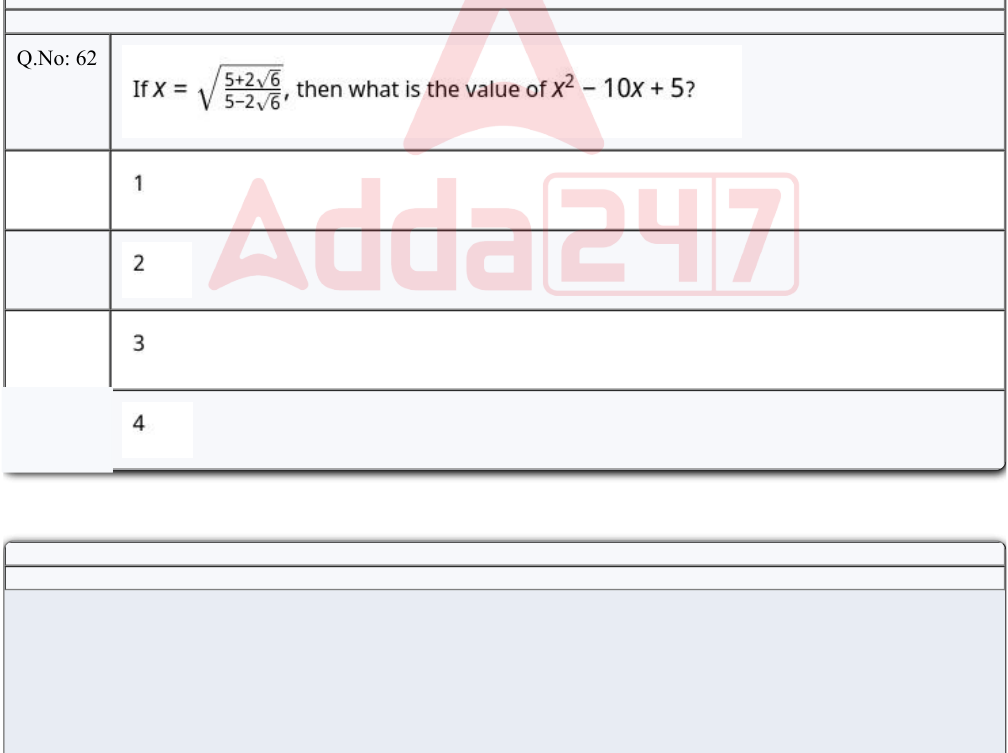 Q.No: 62
If x = √(5+2√6 / 5−2√6), then what is the value of x² − 10x + 5?
1
Adda247
2
3
4